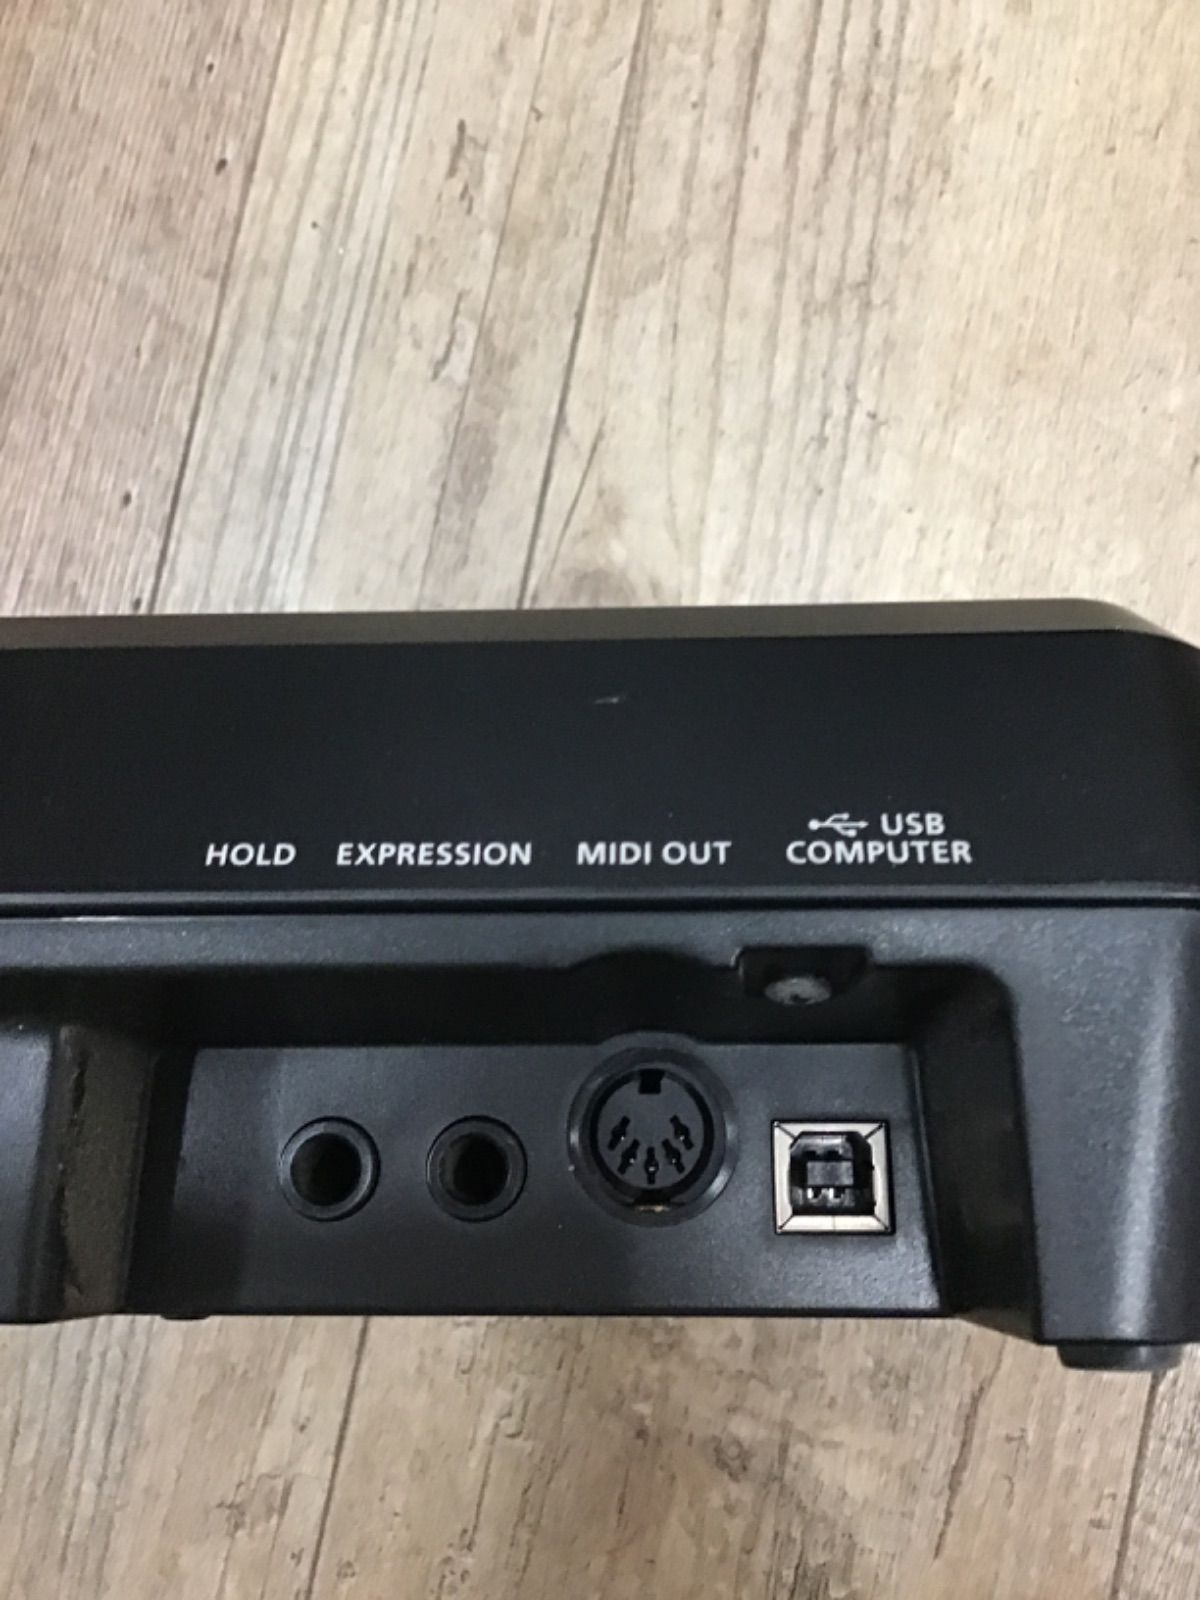 HOLD EXPRESSION MIDI OUT USB
COMPUTER